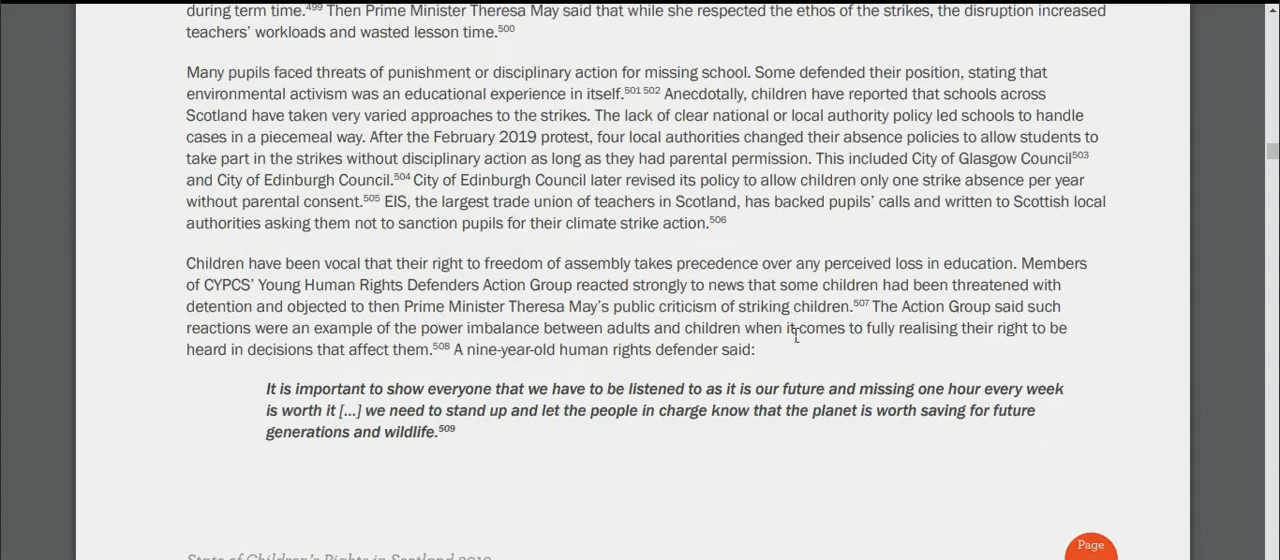 during term time.499 Then Prime Minister Theresa May said that while she respected the ethos of the strikes, the disruption increased
teachers' workloads and wasted lesson time.500
Many pupils faced threats of punishment or disciplinary action for missing school. Some defended their position, stating that
environmental activism was an educational experience in itself.501 502 Anecdotally, children have reported that schools across
Scotland have taken very varied approaches to the strikes. The lack of clear national or local authority policy led schools to handle
cases in a piecemeal way. After the February 2019 protest, four local authorities changed their absence policies to allow students to
take part in the strikes without disciplinary action as long as they had parental permission. This included City of Glasgow Council503
and City of Edinburgh Council.504 City of Edinburgh Council later revised its policy to allow children only one strike absence per year
without parental consent.505 EIS, the largest trade union of teachers in Scotland, has backed pupils' calls and written to Scottish local
authorities asking them not to sanction pupils for their climate strike action.506
Children have been vocal that their right to freedom of assembly takes precedence over any perceived loss in education. Members
of CYPCS' Young Human Rights Defenders Action Group reacted strongly to news that some children had been threatened with
detention and objected to then Prime Minister Theresa May's public criticism of striking children.507 The Action Group said such
reactions were an example of the power imbalance between adults and children when it comes to fully realising their right to be
heard in decisions that affect them.508 A nine-year-old human rights defender said:
It is important to show everyone that we have to be listened to as it is our future and missing one hour every week
is worth it [...] we need to stand up and let the people in charge know that the planet is worth saving for future
generations and wildlife.509
State of Children's Rights in Scotland 2019
Page